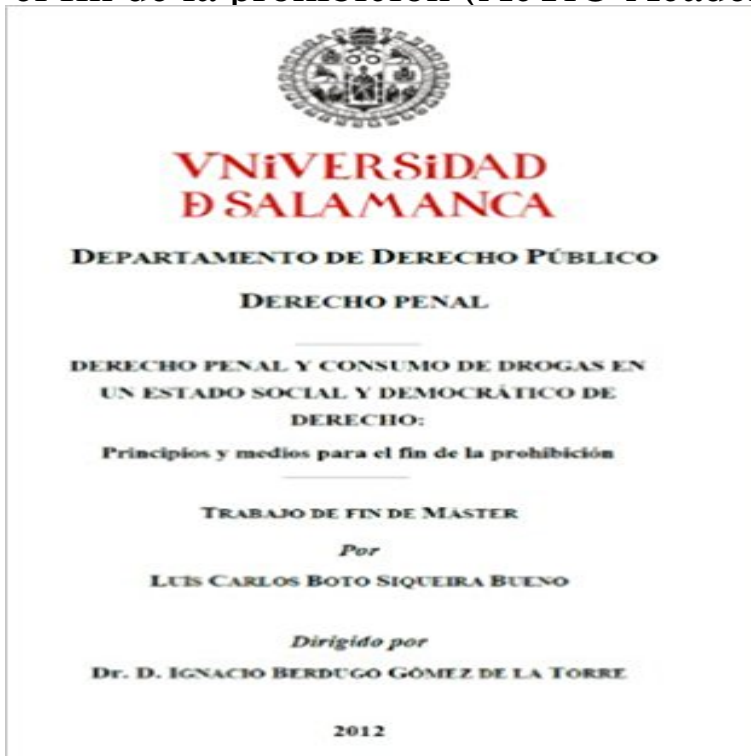 VNiVERSiDAD
Ð SALAMANCA
DEPARTAMENTO DE DERECHO PÚBLICO
DERECHO PENAL
DERECHO PENAL Y CONSUMO DE DROGAS EN
UN ESTADO SOCIAL Y DEMOCRÁTICO DE
DERECHO:
Principios y medios para el fin de la prohibición
TRABAJO DE FIN DE MÁSTER
Por
LUÍS CARLOS BOTO SIQUEIRA BUENO
Dirigido por
Dr. D. IGNACIO BERDUGO GÓMEZ DE LA TORRE
2012